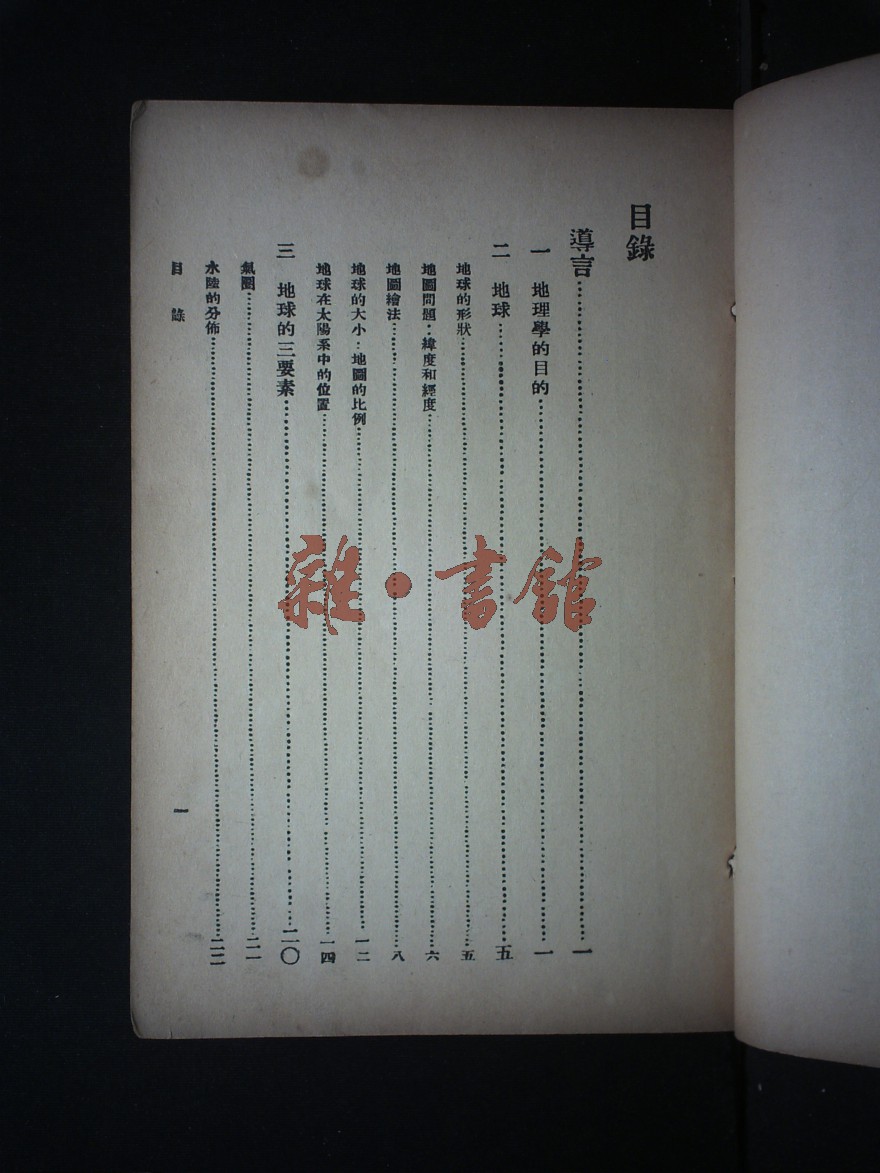 目錄
導言……一
一 地理學的目的……一
二 地球……五
地球的形狀……五
地圖問題：緯度和經度……六
地圖繪法……八
地球的大小：地圖的比例……一二
地球在太陽系中的位置……一四
三 地球的三要素……二〇
氣圈……二一
水陸的分佈……二二
目錄 一
雜·書館